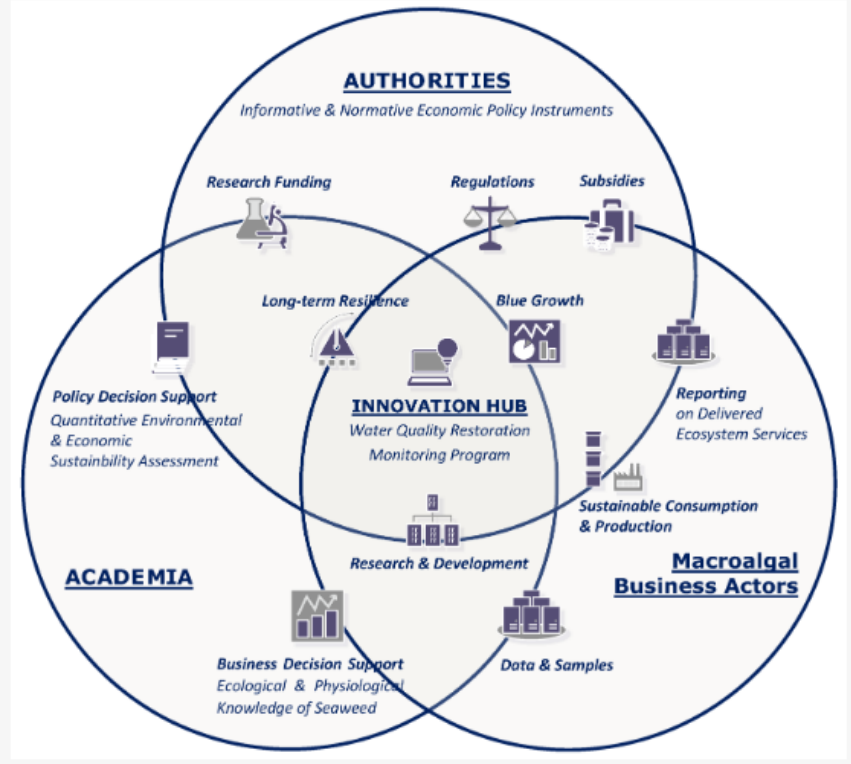 AUTHORITIES
Informative & Normative Economic Policy Instruments
Research Funding
Regulations
Subsidies
Long-term Resilience
Blue Growth
Policy Decision Support
Quantitative Environmental
& Economic
Sustainbility Assessment
INNOVATION HUB
Water Quality Restoration
Monitoring Program
Reporting
on Delivered
Ecosystem Services
Sustainable Consumption
& Production
Research & Development
ACADEMIA
Macroalgal
Business Actors
Business Decision Support
Ecological & Physiological
Knowledge of Seaweed
Data & Samples